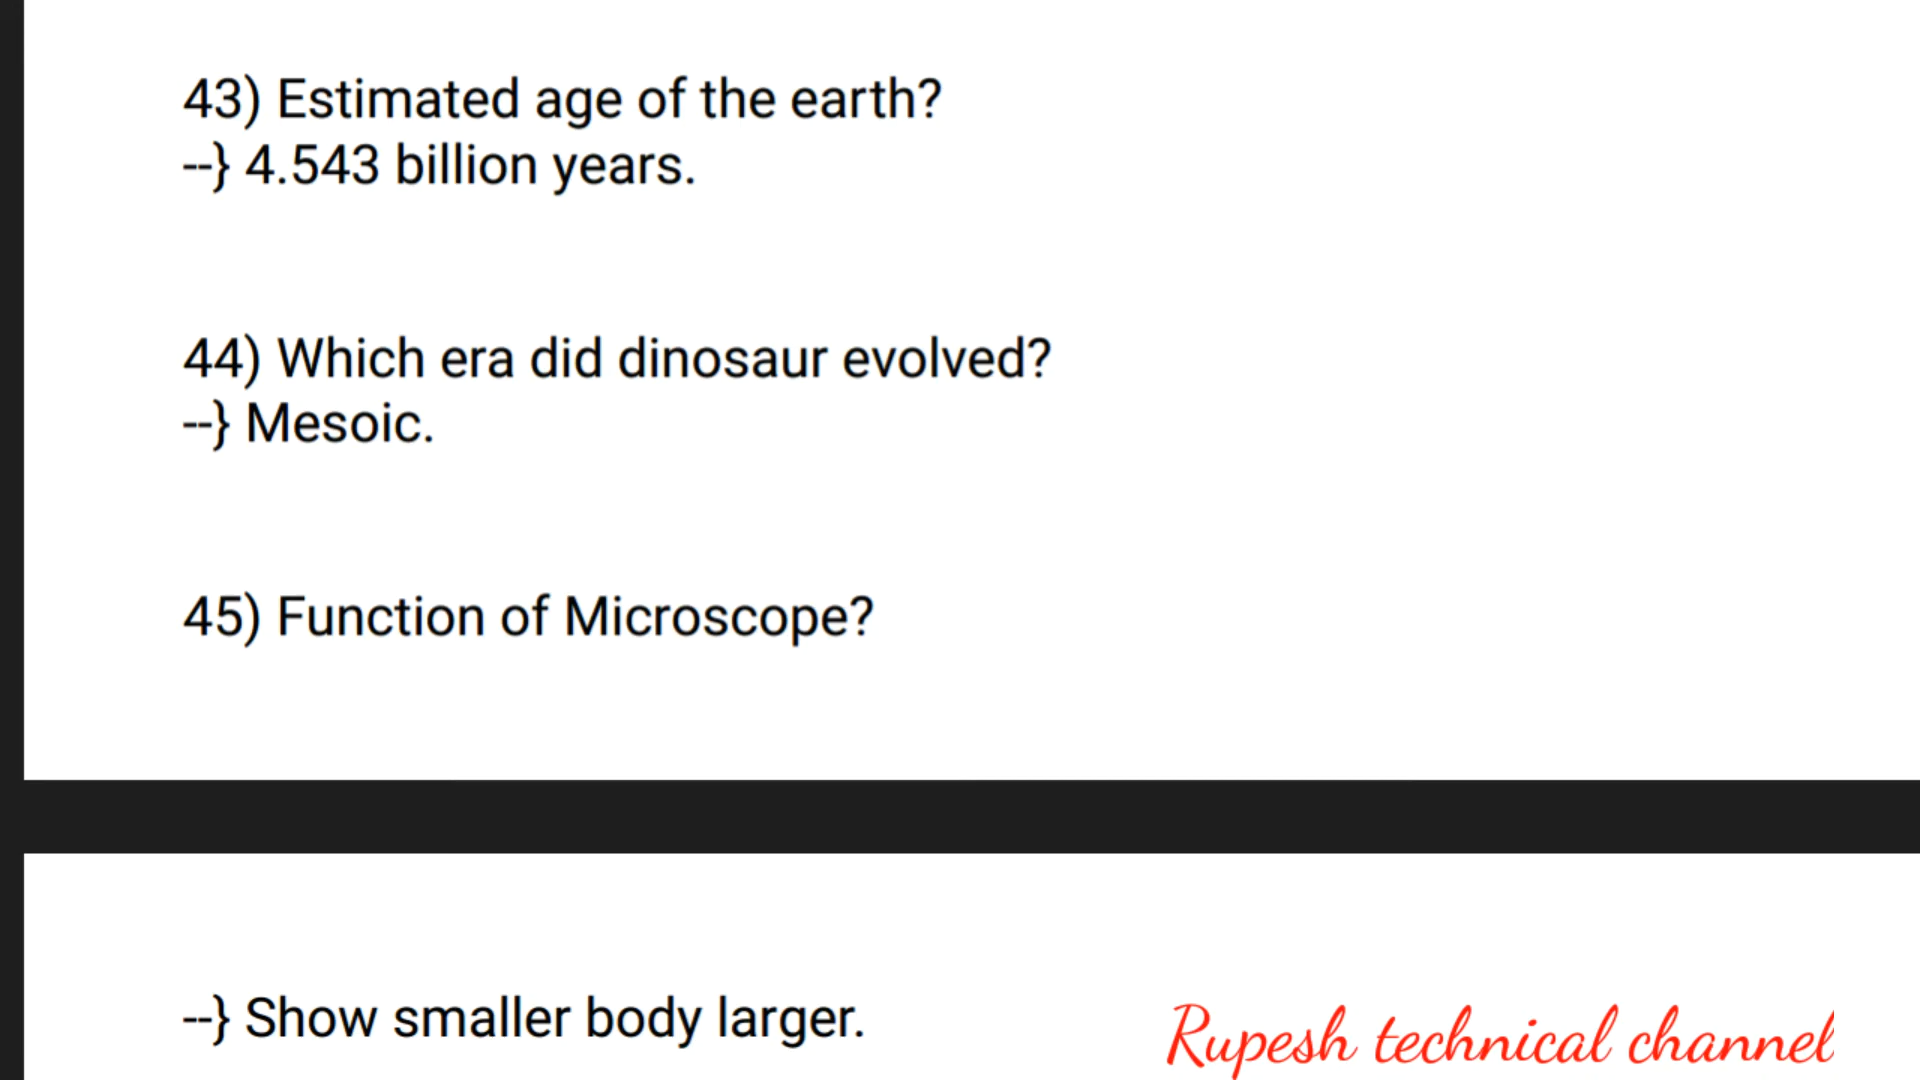 43) Estimated age of the earth?
--} 4.543 billion years.
44) Which era did dinosaur evolved?
--} Mesoic.
45) Function of Microscope?
--} Show smaller body larger.
Rupesh technical channel